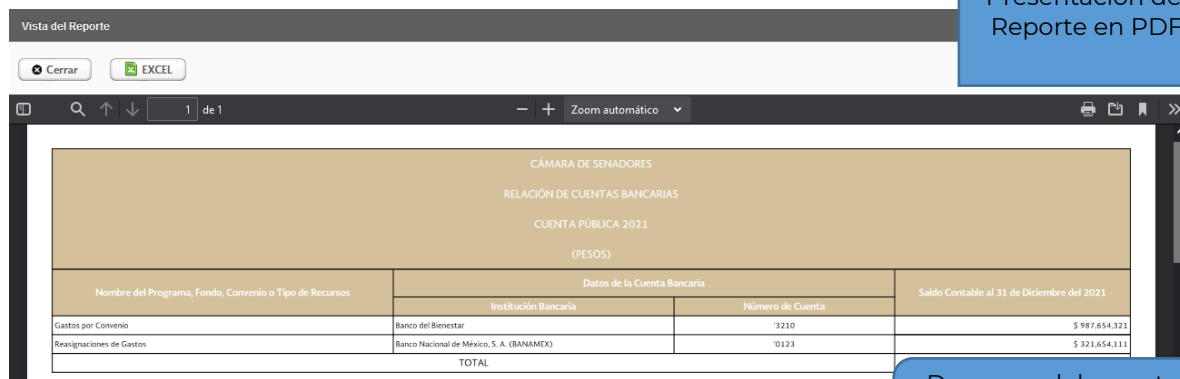 Presentación de
Reporte en PDF
Vista del Reporte
Cerrar
EXCEL
1 de 1
Zoom automático
CÁMARA DE SENADORES
RELACIÓN DE CUENTAS BANCARIAS
CUENTA PÚBLICA 2021
(PESOS)
Nombre del Programa, Fondo, Convenio o Tipo de Recursos
Datos de la Cuenta Bancaria
Saldo Contable al 31 de Diciembre del 2021
Institución Bancaria
Número de Cuenta
Gastos por Convenio
Banco del Bienestar
'3210
$ 987,654,321
Reasignaciones de Gastos
Banco Nacional de México, S. A. (BANAMEX)
'0123
$ 321,654,111
TOTAL